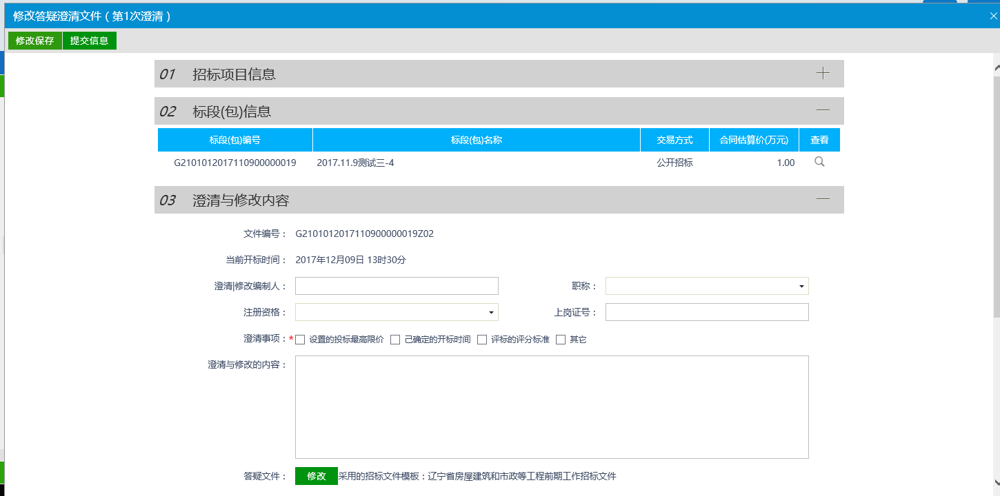 修改答疑澄清文件（第1次澄清）
修改保存 提交信息
01 招标项目信息
02 标段(包)信息
标段(包)编号 标段(包)名称 交易方式 合同估算价(万元) 查看
G2101012017110900000019 2017.11.9测试三-4 公开招标 1.00
03 澄清与修改内容
文件编号： G2101012017110900000019Z02
当前开标时间： 2017年12月09日 13时30分
澄清|修改编制人： 职称：
注册资格： 上岗证号：
澄清事项：* 设置的投标最高限价 已确定的开标时间 评标的评分标准 其它
澄清与修改的内容：
答疑文件： 修改 采用的招标文件模板：辽宁省房屋建筑和市政等工程前期工作招标文件